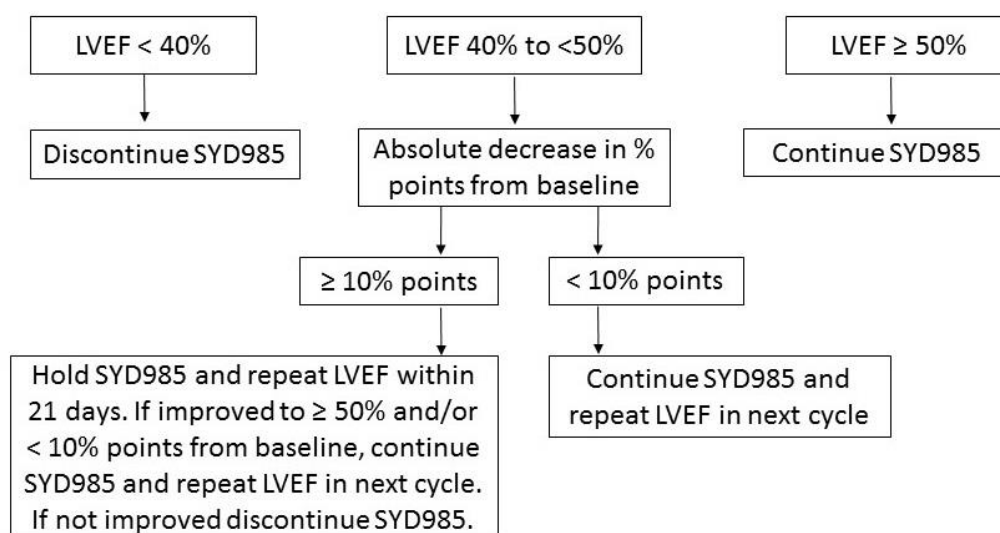 LVEF < 40%
LVEF 40% to <50%
LVEF ≥ 50%
Discontinue SYD985
Absolute decrease in %
points from baseline
Continue SYD985
≥ 10% points
< 10% points
Hold SYD985 and repeat LVEF within
21 days. If improved to ≥ 50% and/or
< 10% points from baseline, continue
SYD985 and repeat LVEF in next cycle.
If not improved discontinue SYD985.
Continue SYD985 and
repeat LVEF in next cycle